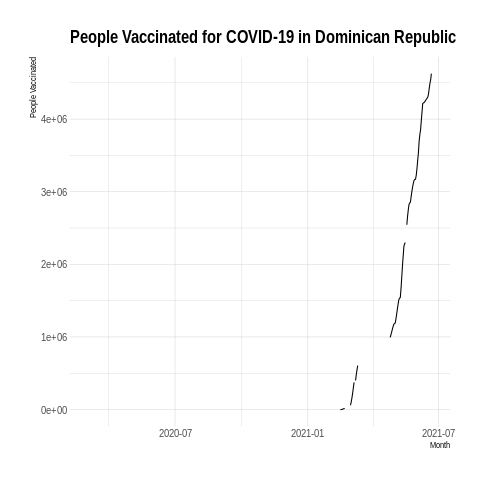 People Vaccinated for COVID-19 in Dominican Republic
People Vaccinated
4e+06
3e+06
2e+06
1e+06
0e+00
2020-07 2021-01 2021-07
Month